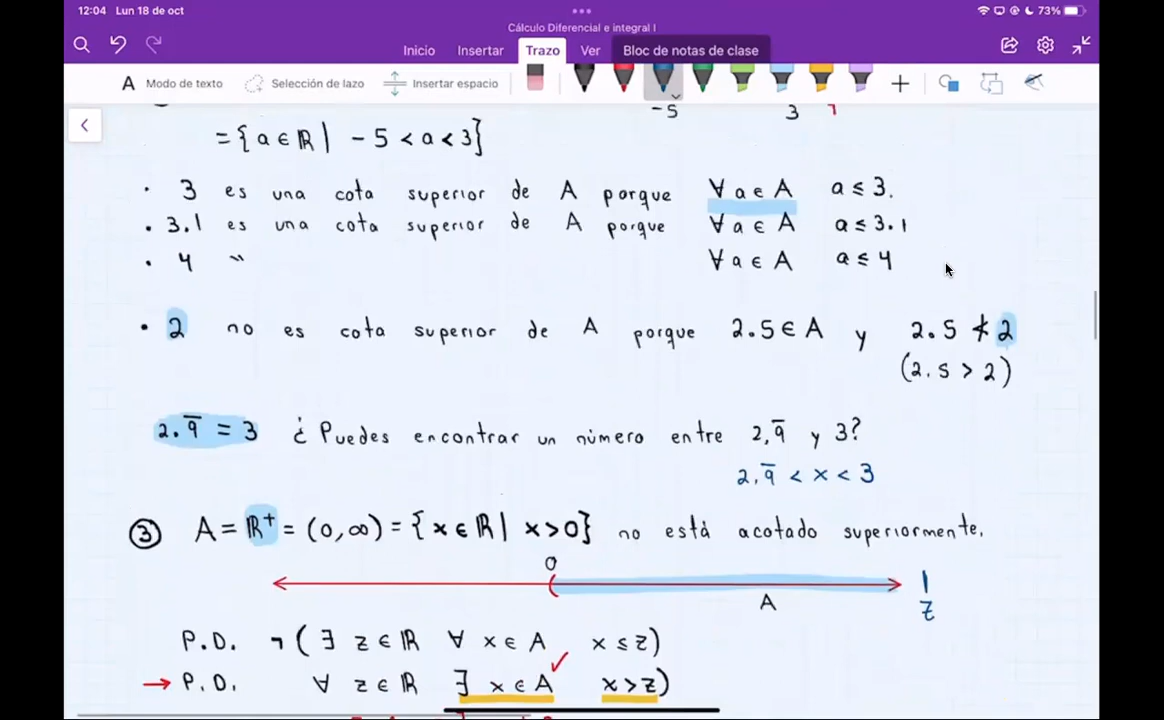 12:04 Lun 18 de oct
73%
Cálculo Diferencial e integral I
Inicio Insertar Trazo Ver Bloc de notas de clase
A Modo de texto Selección de lazo Insertar espacio
-5 3
= {a ∈ ℝ | -5 < a < 3}
· 3 es una cota superior de A porque ∀ a ∈ A a ≤ 3.
· 3.1 es una cota superior de A porque ∀ a ∈ A a ≤ 3.1
· 4 " ∀ a ∈ A a ≤ 4
· 2 no es cota superior de A porque 2.5 ∈ A y 2.5 ≮ 2
(2.5 > 2)
2.9̅ = 3 ¿Puedes encontrar un número entre 2,9̅ y 3?
2,9̅ < x < 3
③ A = ℝ⁺ = (0, ∞) = {x ∈ ℝ | x > 0} no está acotado superiormente.
0
A
1
z
P.D. ¬(∃ z ∈ ℝ ∀ x ∈ A x ≤ z)
→ P.D. ∀ z ∈ ℝ ∃ x ∈ A x > z)